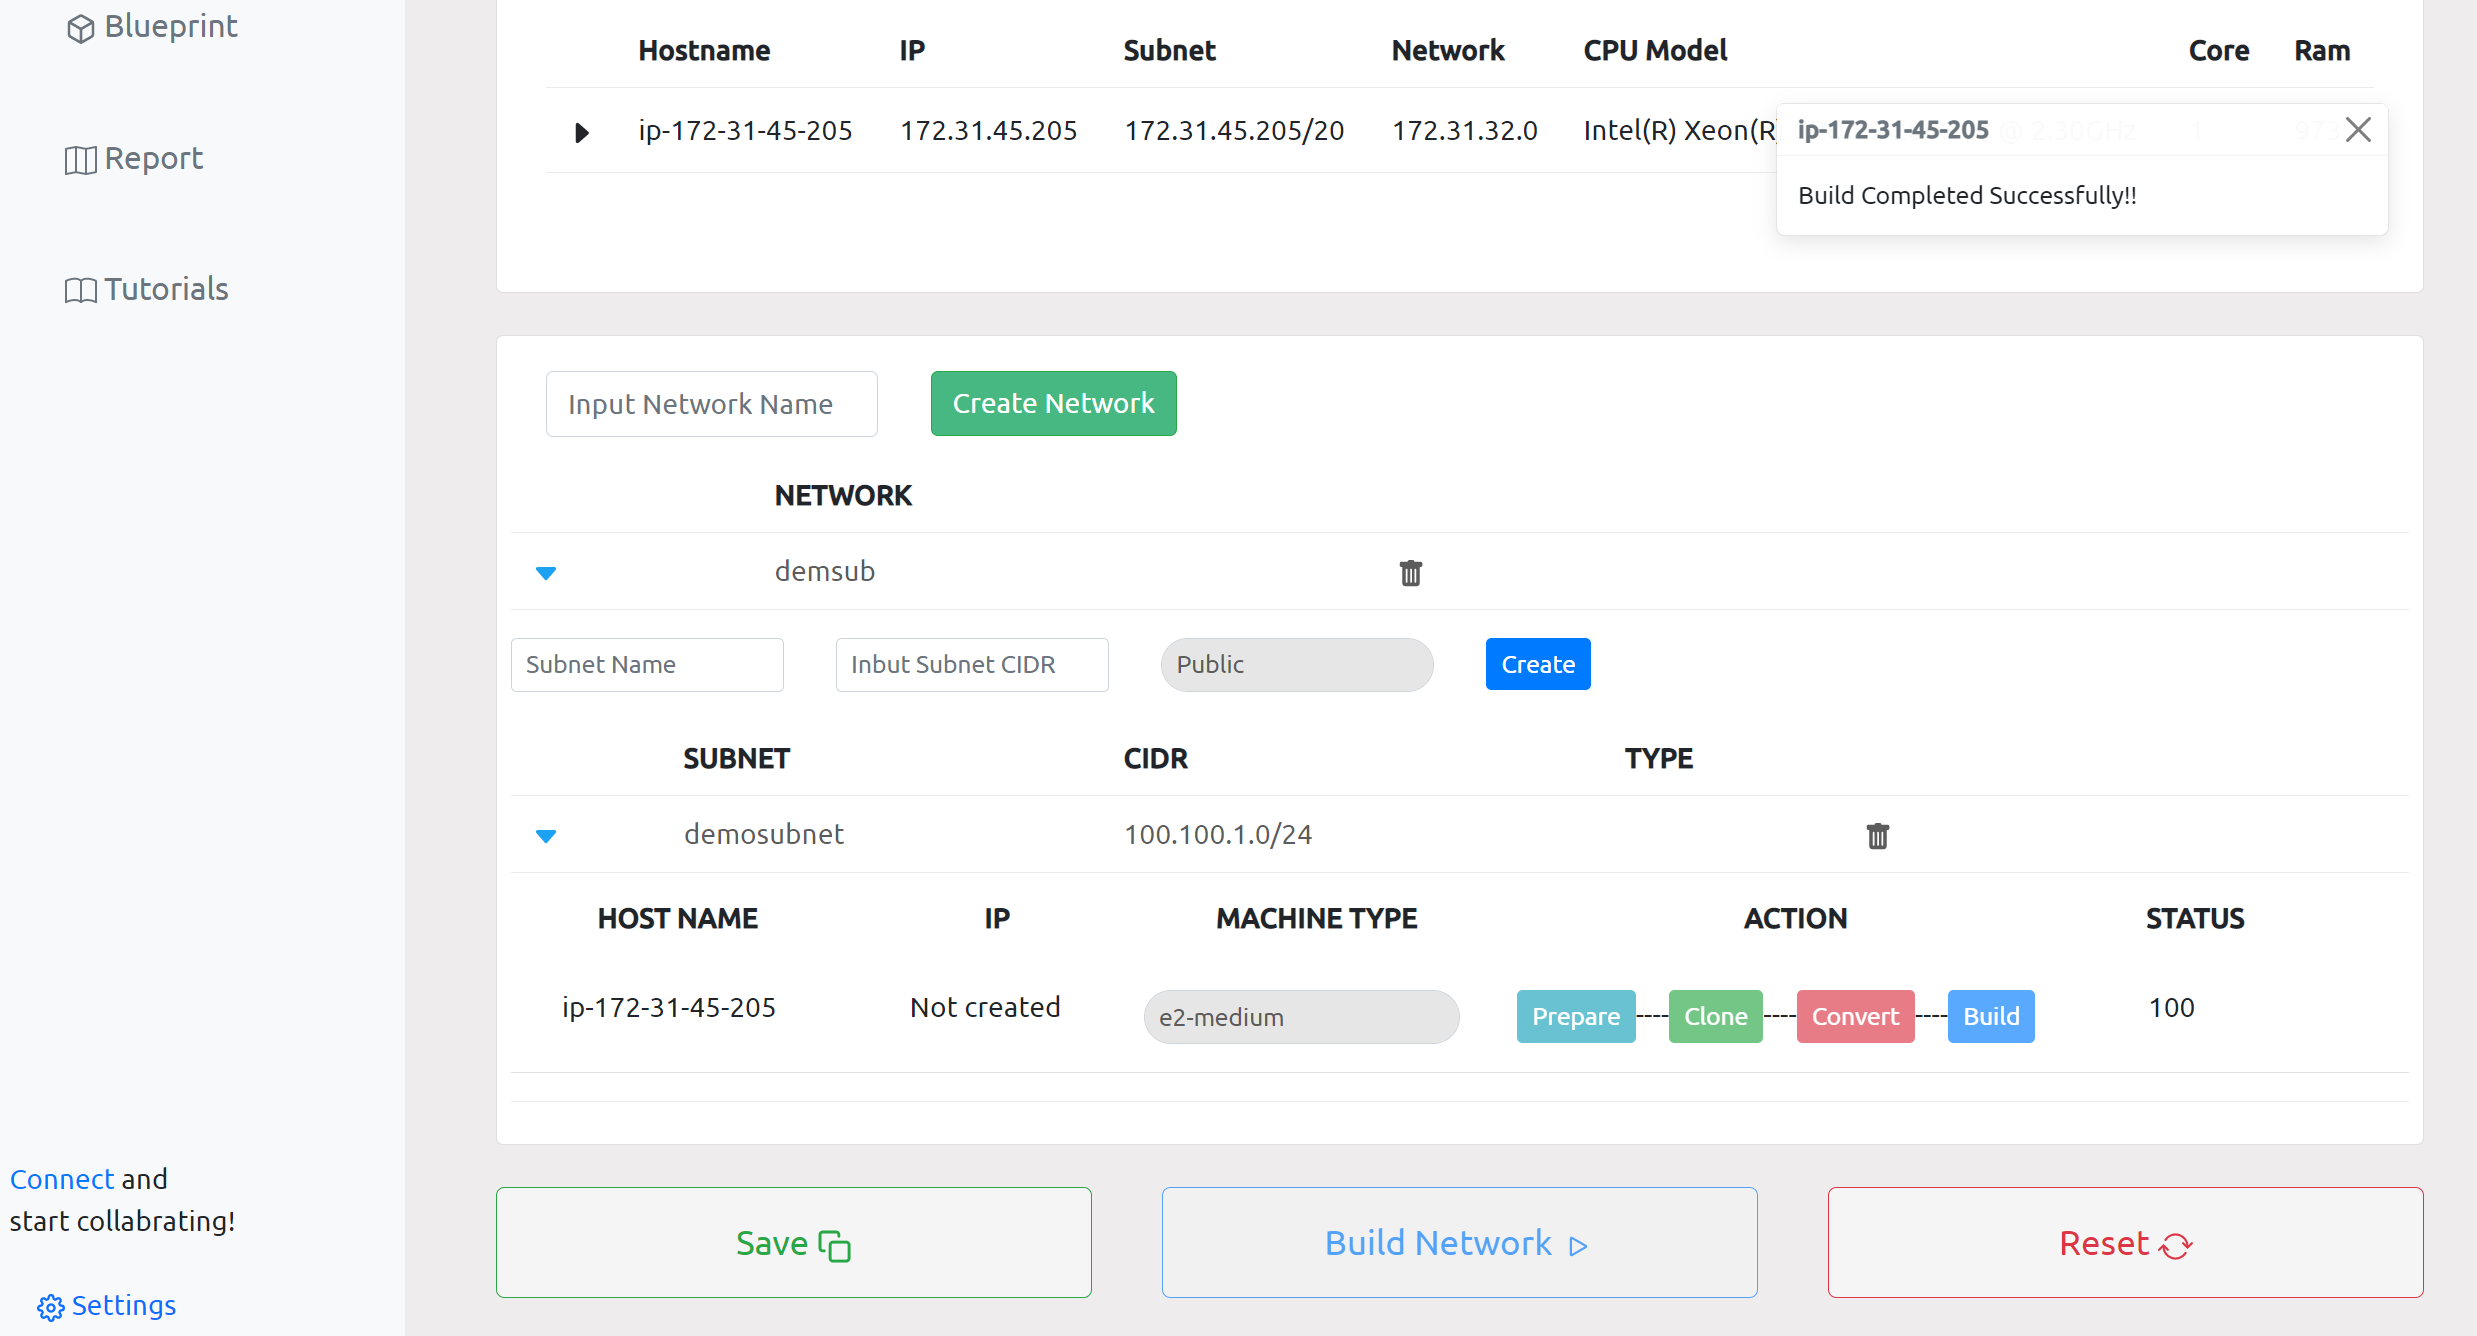 Blueprint
Report
Tutorials
Connect and
start collabrating!
Settings
Hostname IP Subnet Network CPU Model Core Ram
ip-172-31-45-205 172.31.45.205 172.31.45.205/20 172.31.32.0 Intel(R) Xeon(R) @ 2.30GHz 1
ip-172-31-45-205
Build Completed Successfully!!
Input Network Name Create Network
NETWORK
demsub
Subnet Name Inbut Subnet CIDR Public Create
SUBNET CIDR TYPE
demosubnet 100.100.1.0/24
HOST NAME IP MACHINE TYPE ACTION STATUS
ip-172-31-45-205 Not created e2-medium Prepare----Clone----Convert----Build 100
Save Build Network Reset